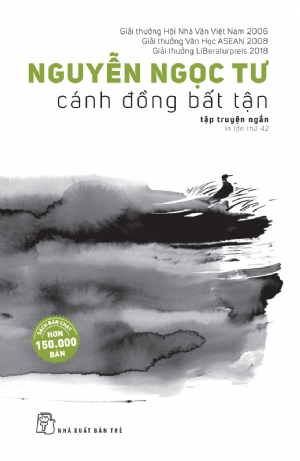 Giải thưởng Hội Nhà Văn Việt Nam 2006
Giải thưởng Văn Học ASEAN 2008
Giải thưởng LiBeraturpreis 2018
NGUYỄN NGỌC TƯ
cánh đồng bất tận
tập truyện ngắn
in lần thứ 42
SÁCH BÁN CHẠY
HƠN
150.000
BẢN
NHÀ XUẤT BẢN TRẺ